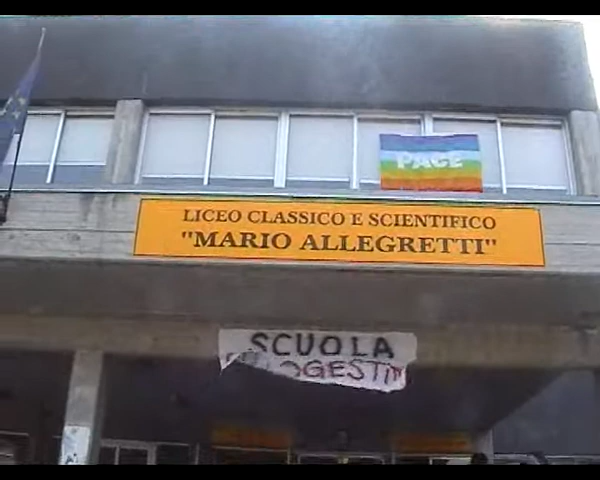 PACE
LICEO CLASSICO E SCIENTIFICO
"MARIO ALLEGRETTI"
SCUOLA